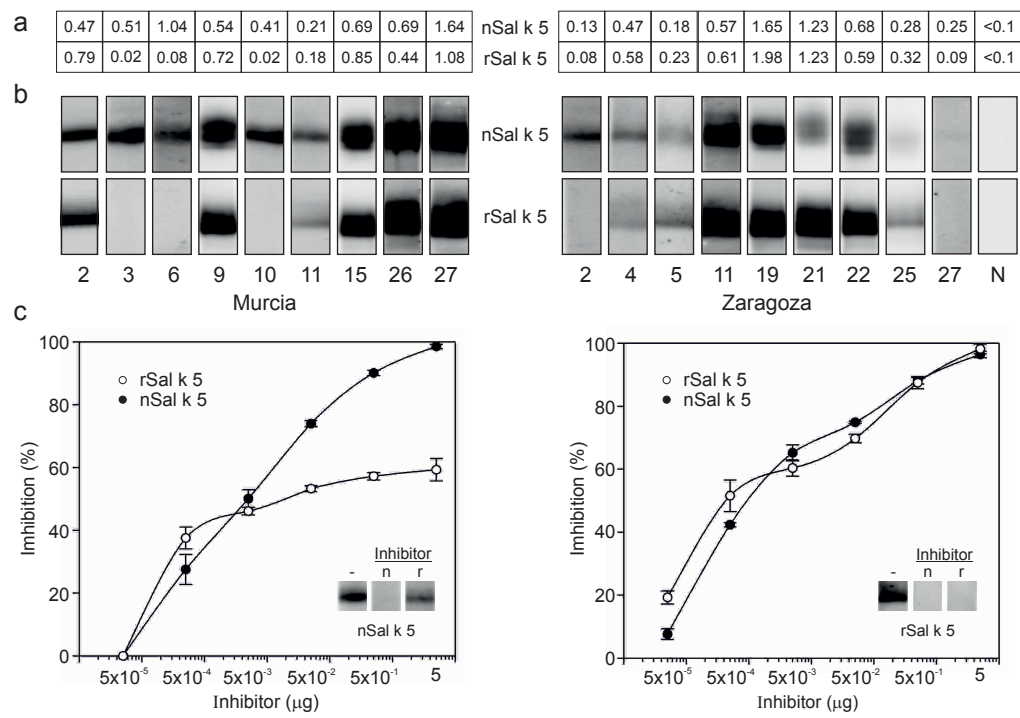 a
0.47 0.51 1.04 0.54 0.41 0.21 0.69 0.69 1.64 nSal k 5 0.13 0.47 0.18 0.57 1.65 1.23 0.68 0.28 0.25 <0.1
0.79 0.02 0.08 0.72 0.02 0.18 0.85 0.44 1.08 rSal k 5 0.08 0.58 0.23 0.61 1.98 1.23 0.59 0.32 0.09 <0.1
b
nSal k 5
rSal k 5
2 3 6 9 10 11 15 26 27 2 4 5 11 19 21 22 25 27 N
Murcia Zaragoza
c
100
80
60
40
20
0
Imhibition (%)
rSal k 5
nSal k 5
Inhibitor
- n r
nSal k 5
5x10⁻⁵ 5x10⁻⁴ 5x10⁻³ 5x10⁻² 5x10⁻¹ 5
Inhibitor (µg)
100
80
60
40
20
0
Imhibition (%)
rSal k 5
nSal k 5
Inhibitor
- n r
rSal k 5
5x10⁻⁵ 5x10⁻⁴ 5x10⁻³ 5x10⁻² 5x10⁻¹ 5
Inhibitor (µg)